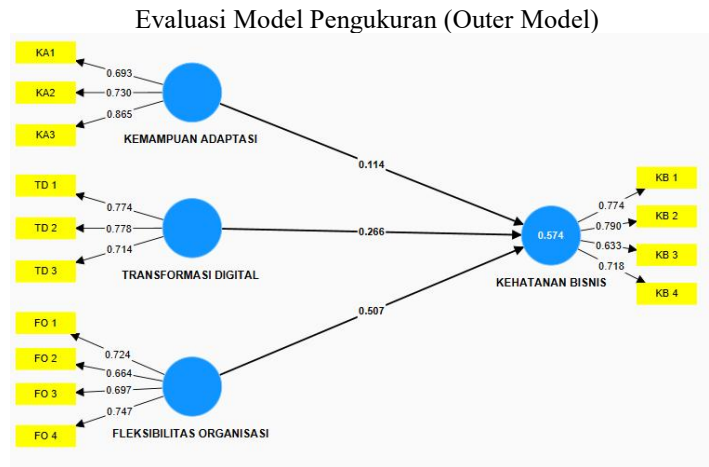 Evaluasi Model Pengukuran (Outer Model)
KA1
KA2
KA3
0.693
0.730
0.865
KEMAMPUAN ADAPTASI
0.114
TD 1
TD 2
TD 3
0.774
0.778
0.714
TRANSFORMASI DIGITAL
0.266
FO 1
FO 2
FO 3
FO 4
0.724
0.664
0.697
0.747
FLEKSIBILITAS ORGANISASI
0.507
0.574
KEHATANAN BISNIS
0.774
0.790
0.633
0.718
KB 1
KB 2
KB 3
KB 4